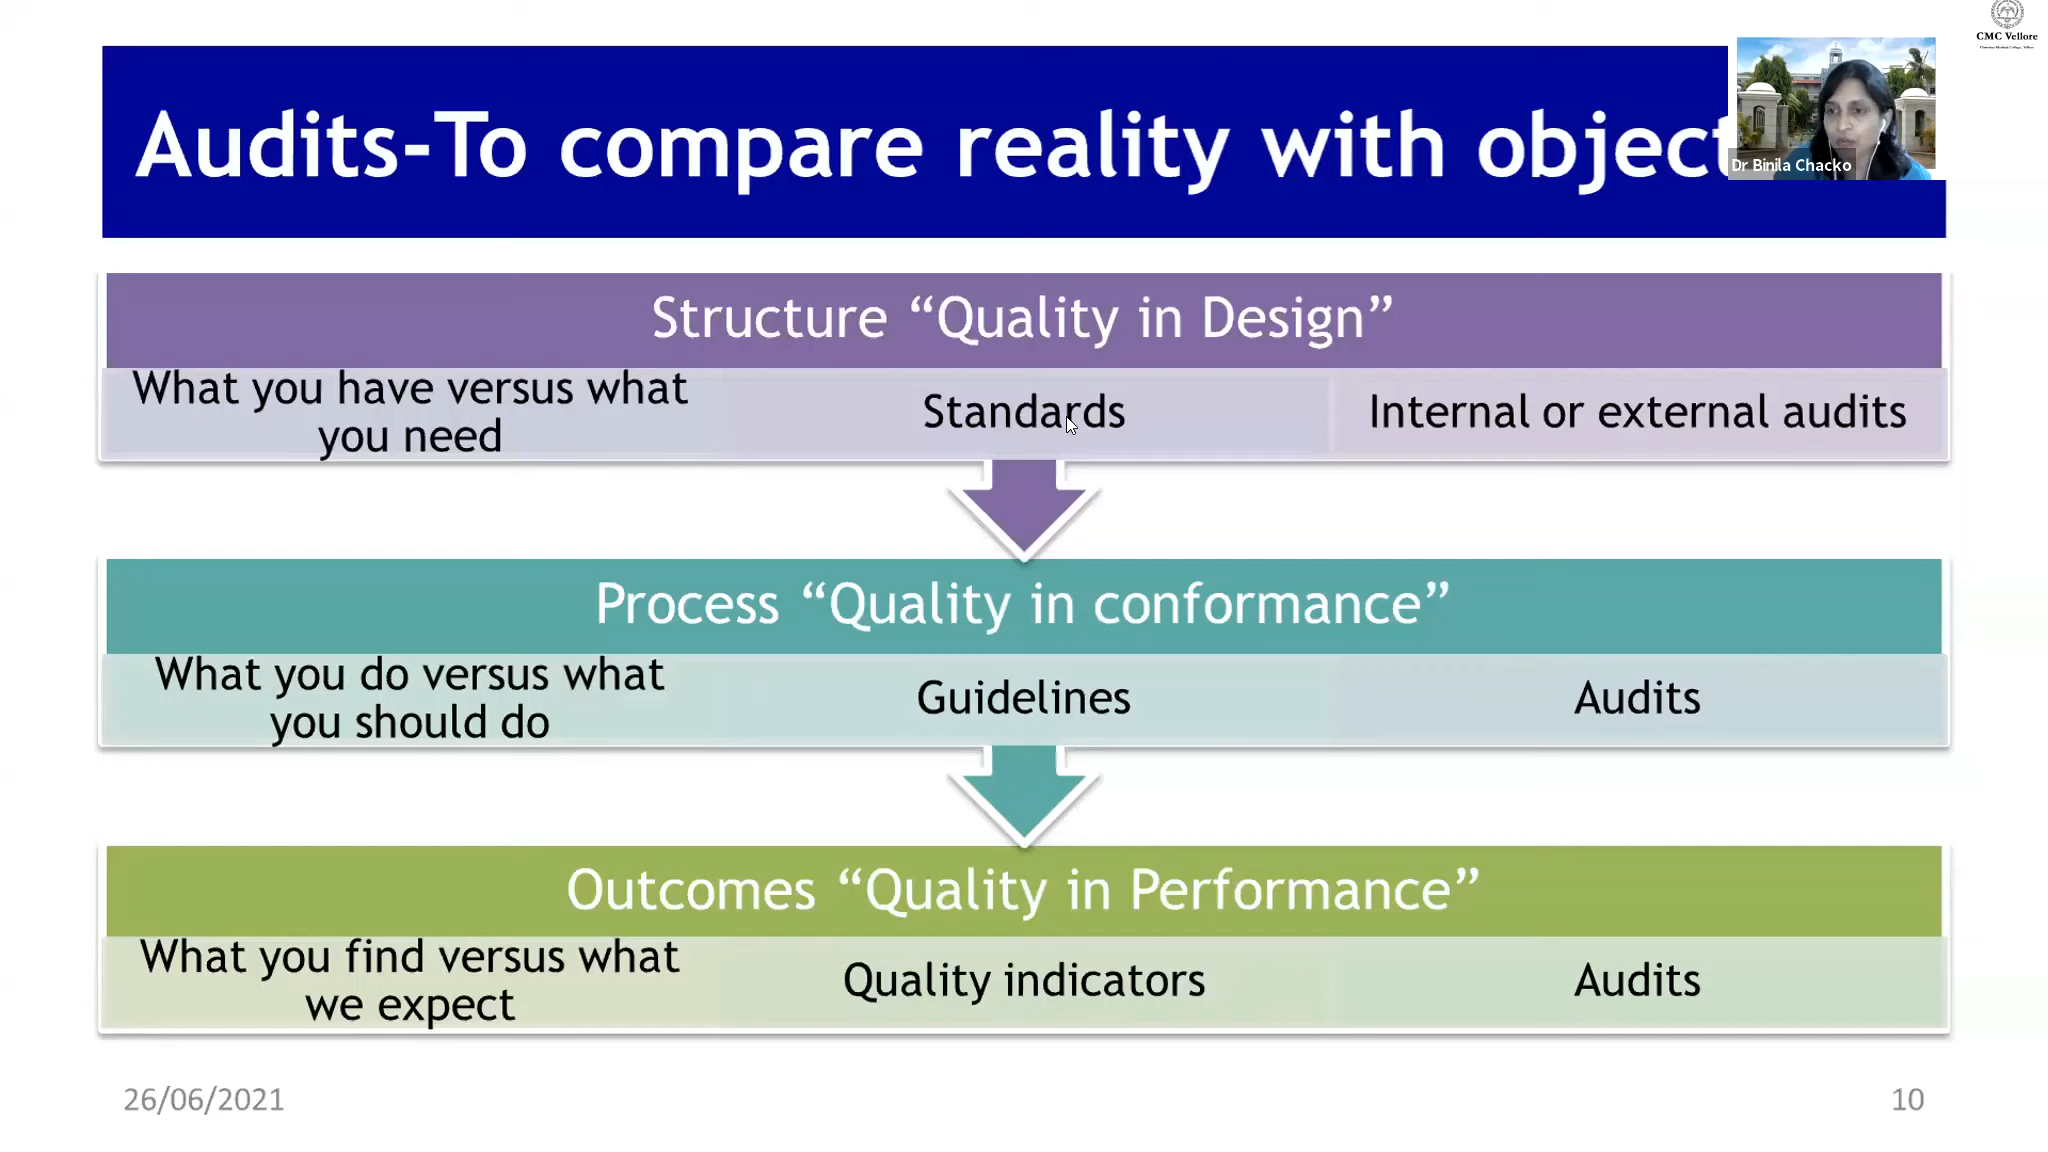 CMC Vellore
Audits-To compare reality with object
Dr Binila Chacko
Structure “Quality in Design”
What you have versus what
you need
Standards
Internal or external audits
Process “Quality in conformance”
What you do versus what
you should do
Guidelines
Audits
Outcomes “Quality in Performance”
What you find versus what
we expect
Quality indicators
Audits
26/06/2021
10